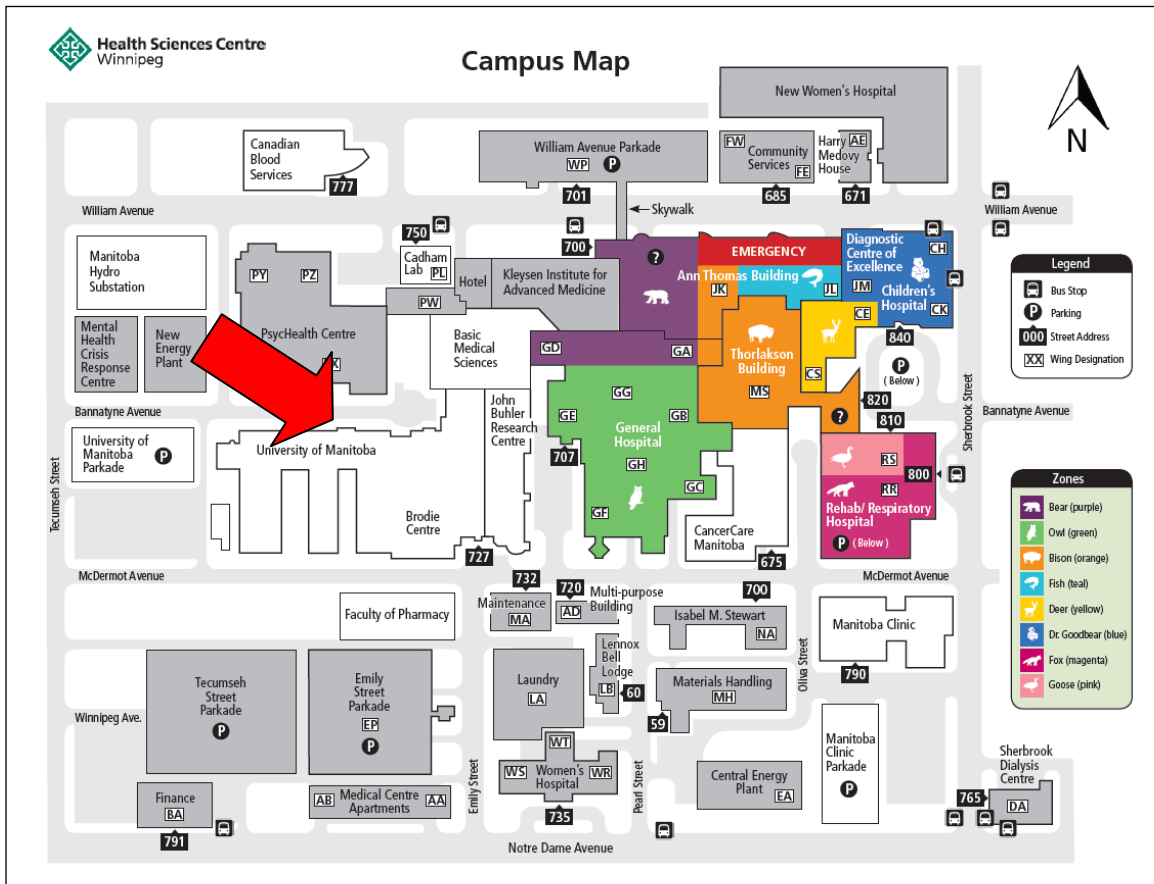 Health Sciences Centre
Winnipeg
Campus Map
N
New Women's Hospital
Canadian
Blood
Services
777
William Avenue Parkade
WP P
701
FW
Community
Services
FE
685
Harry
Medovy
House
AE
671
Skywalk
William Avenue
William Avenue
Manitoba
Hydro
Substation
PY PZ
PsycHealth Centre
750
Cadham
Lab PL
PW
Hotel
Kleysen Institute for
Advanced Medicine
700
?
EMERGENCY
Ann Thomas Building
JK
JL
Diagnostic
Centre of
Excellence
CH
JM
Children's
Hospital
CK
CE
CS
840
P
(Below)
Mental
Health
Crisis
Response
Centre
New
Energy
Plant
Basic
Medical
Sciences
GD
GA
Thorlakson
Building
MS
?
820
810
Bannatyne Avenue
Bannatyne Avenue
Sherbrook Street
Tecumseh Street
University of
Manitoba
Parkade
P
University of Manitoba
John
Buhler
Research
Centre
Brodie
Centre
727
GG
GE
GB
General
Hospital
707
GH
GC
GF
CancerCare
Manitoba
675
RS
800
RR
Rehab/ Respiratory
Hospital
P (Below)
McDermot Avenue
McDermot Avenue
Faculty of Pharmacy
732
Maintenance
MA
720
Multi-purpose
Building
AD
Lennox
Bell
Lodge
LB
60
700
Isabel M. Stewart
NA
Oliva Street
Manitoba Clinic
790
Materials Handling
MH
59
Tecumseh
Street
Parkade
P
Emily
Street
Parkade
EP
P
Laundry
LA
Winnipeg Ave.
WT
WS
Women's
Hospital
WR
735
Emily Street
Pearl Street
Central Energy
Plant
EA
Manitoba
Clinic
Parkade
P
Sherbrook
Dialysis
Centre
765
DA
Finance
BA
791
AB
Medical Centre
Apartments
AA
Notre Dame Avenue
Legend
Bus Stop
P Parking
000 Street Address
XX Wing Designation
Zones
Bear (purple)
Owl (green)
Bison (orange)
Fish (teal)
Deer (yellow)
Dr. Goodbear (blue)
Fox (magenta)
Goose (pink)